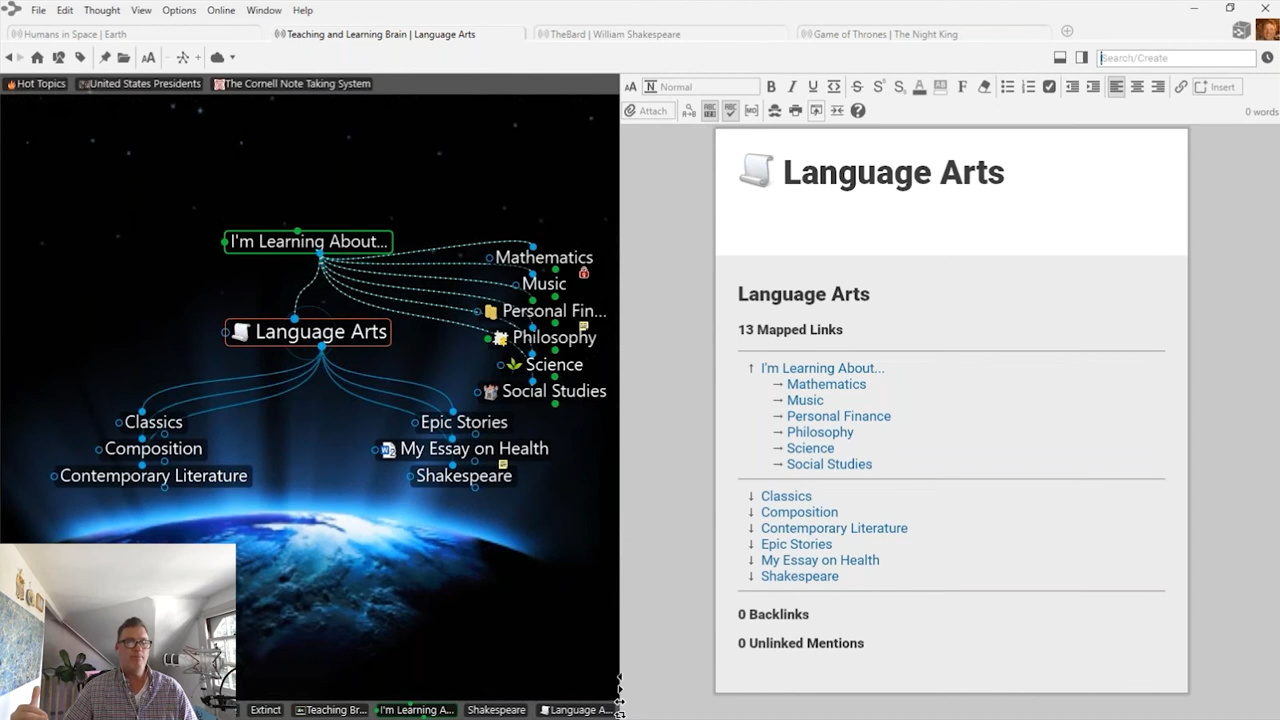 File Edit Thought View Options Online Window Help
Humans in Space | Earth
Teaching and Learning Brain | Language Arts
TheBard | William Shakespeare
Game of Thrones | The Night King
Search/Create
Hot Topics
United States Presidents
The Cornell Note Taking System
Normal
Insert
Attach
0 words
I'm Learning About...
Mathematics
Music
Personal Fin...
Philosophy
Science
Social Studies
Language Arts
Classics
Composition
Contemporary Literature
Epic Stories
My Essay on Health
Shakespeare
Extinct
Teaching Br...
I'm Learning A...
Shakespeare
Language A...
Language Arts
Language Arts
13 Mapped Links
↑ I'm Learning About...
→ Mathematics
→ Music
→ Personal Finance
→ Philosophy
→ Science
→ Social Studies
↓ Classics
↓ Composition
↓ Contemporary Literature
↓ Epic Stories
↓ My Essay on Health
↓ Shakespeare
0 Backlinks
0 Unlinked Mentions